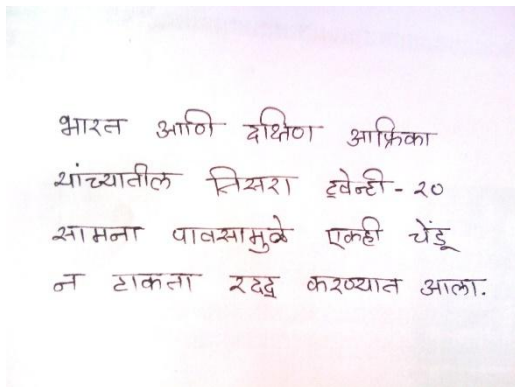 भारत आणि दक्षिण आफ्रिका
यांच्यातील तिसरा ट्वेन्टी-२०
सामना पावसामुळे एकही चेंडू
न टाकता रद्द करण्यात आला.